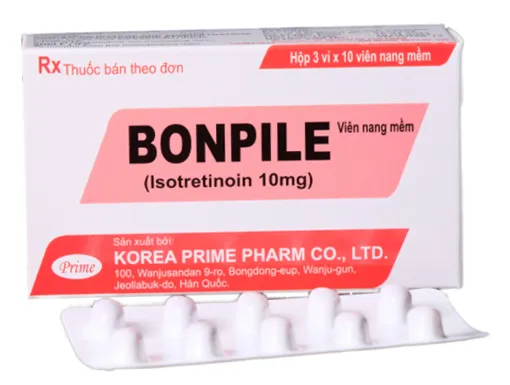 Rx Thuốc bán theo đơn
Hộp 3 vỉ x 10 viên nang mềm
BONPILE
Viên nang mềm
(Isotretinoin 10mg)
Sản xuất bởi:
KOREA PRIME PHARM CO., LTD.
Prime
100, Wanjusandan 9-ro, Bongdong-eup, Wanju-gun,
Jeollabuk-do, Hàn Quốc.